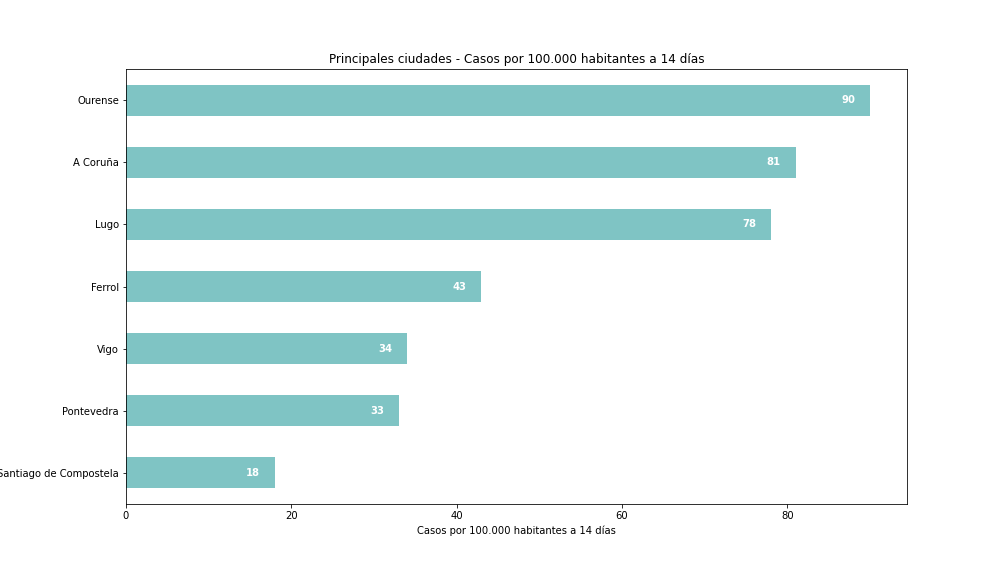 Principales ciudades - Casos por 100.000 habitantes a 14 días
Ourense 90
A Coruña 81
Lugo 78
Ferrol 43
Vigo 34
Pontevedra 33
Santiago de Compostela 18
0 20 40 60 80
Casos por 100.000 habitantes a 14 días